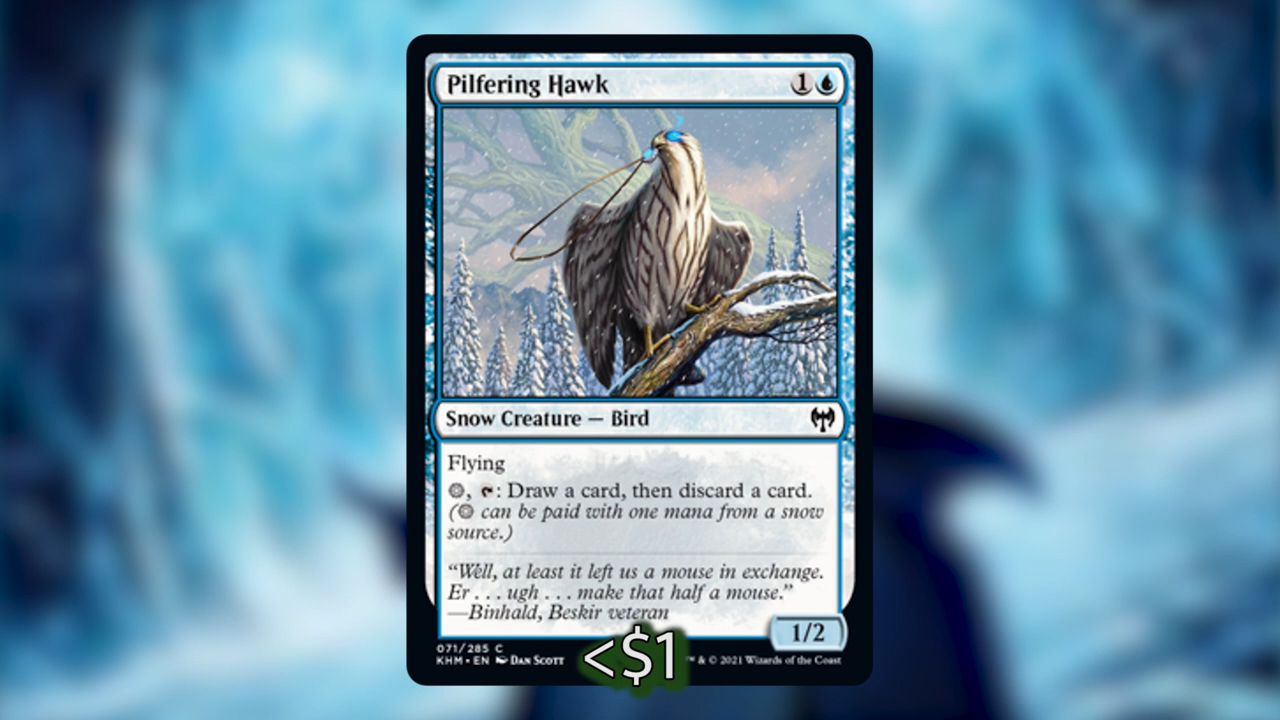 Pilfering Hawk 1
Snow Creature — Bird
Flying
, : Draw a card, then discard a card.
( can be paid with one mana from a snow
source.)
“Well, at least it left us a mouse in exchange.
Er . . . ugh . . . make that half a mouse.”
—Binhald, Beskir veteran
1/2
071/285 C
KHM • EN Dan Scott
<$1
™ & © 2021 Wizards of the Coast